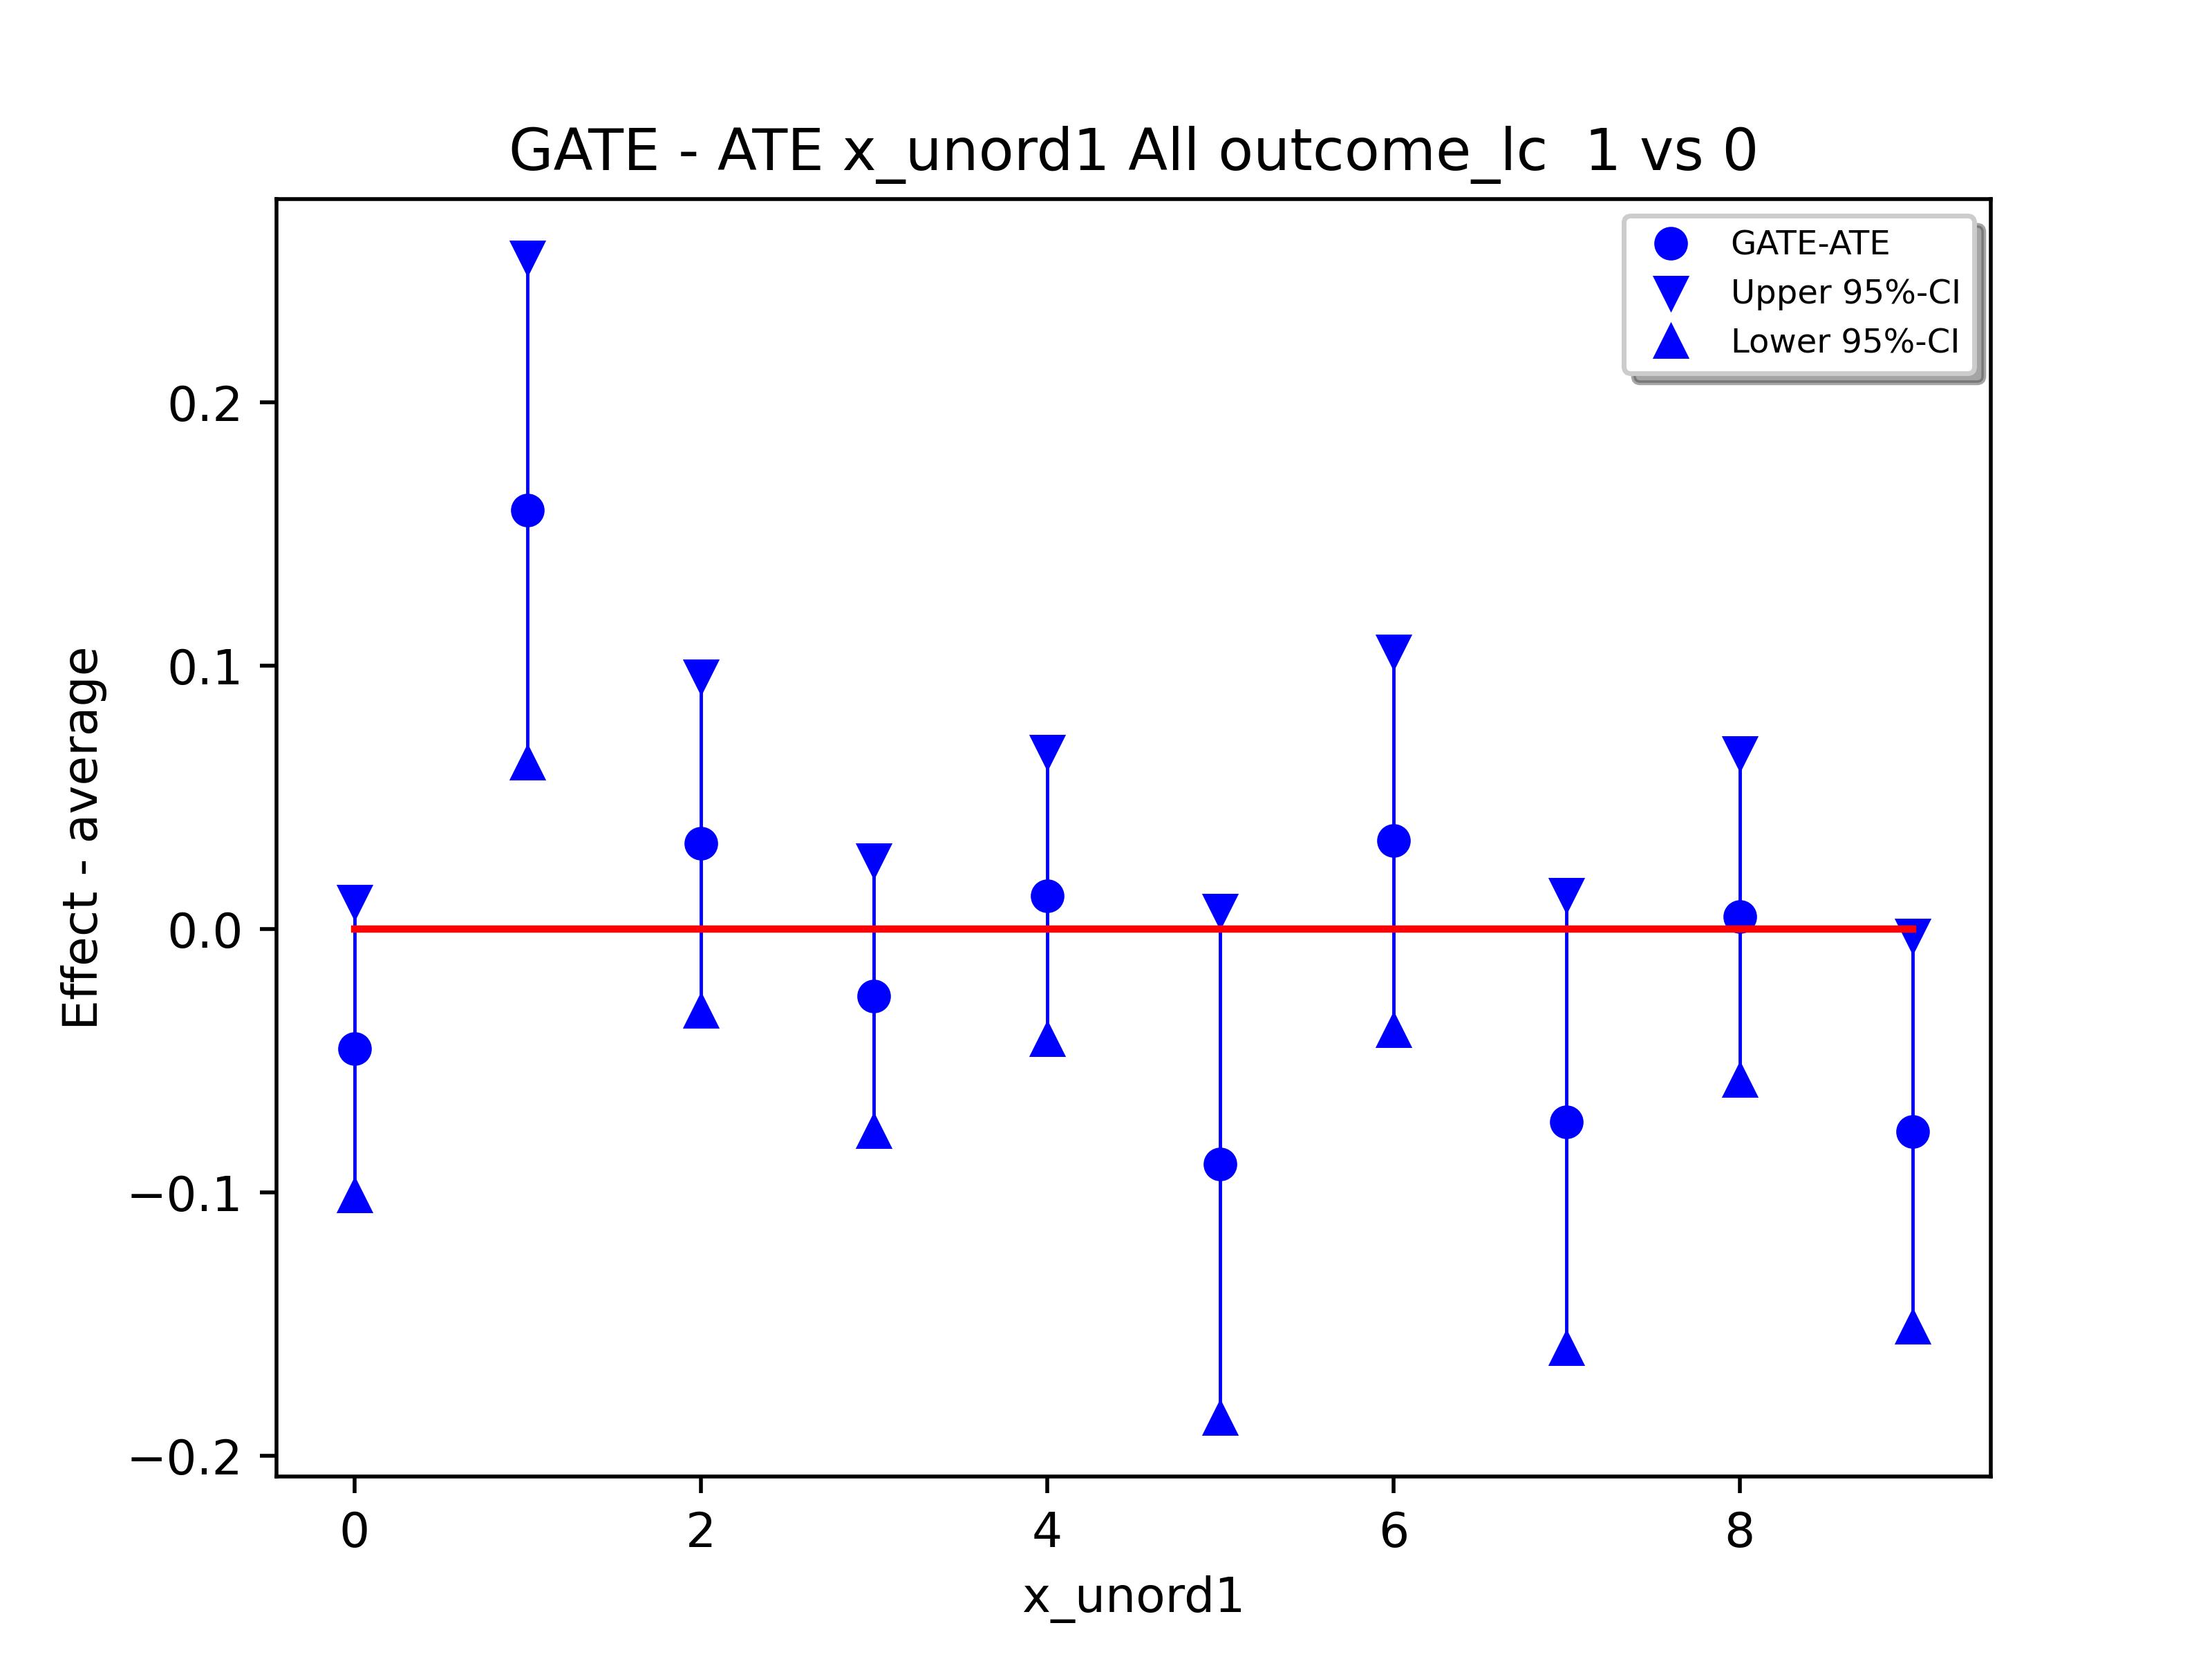 GATE - ATE x_unord1 All outcome_lc  1 vs 0
GATE-ATE
Upper 95%-CI
Lower 95%-CI
Effect - average
0.2
0.1
0.0
−0.1
−0.2
0 2 4 6 8
x_unord1